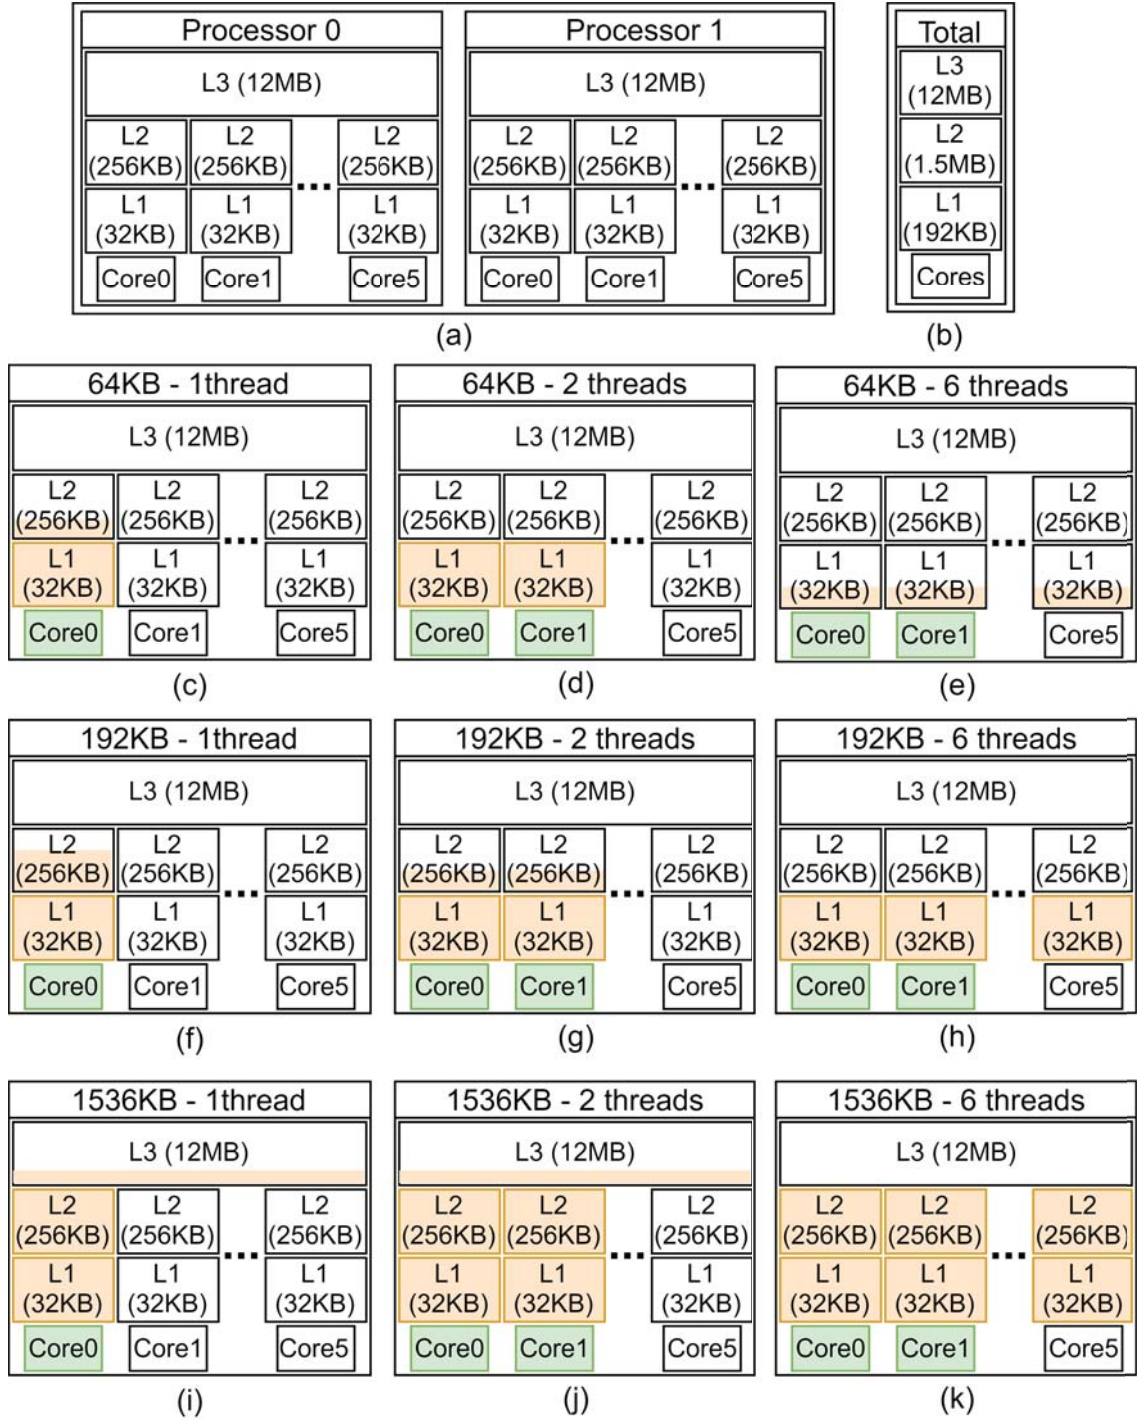 Processor 0 Processor 1 Total
L3 (12MB) L3 (12MB) L3
(12MB)
L2 L2 L2 L2 L2 L2 L2
(256KB) (256KB) ... (256KB) (256KB) (256KB) ... (256KB) (1.5MB)
L1 L1 L1 L1 L1 L1 L1
(32KB) (32KB) (32KB) (32KB) (32KB) (32KB) (192KB)
Core0 Core1 Core5 Core0 Core1 Core5 Cores
(a) (b)
64KB - 1thread 64KB - 2 threads 64KB - 6 threads
L3 (12MB) L3 (12MB) L3 (12MB)
L2 L2 L2 L2 L2 L2 L2 L2 L2
(256KB) (256KB) ... (256KB) (256KB) (256KB) ... (256KB) (256KB) (256KB) ... (256KB)
L1 L1 L1 L1 L1 L1 L1 L1 L1
(32KB) (32KB) (32KB) (32KB) (32KB) (32KB) (32KB) (32KB) (32KB)
Core0 Core1 Core5 Core0 Core1 Core5 Core0 Core1 Core5
(c) (d) (e)
192KB - 1thread 192KB - 2 threads 192KB - 6 threads
L3 (12MB) L3 (12MB) L3 (12MB)
L2 L2 L2 L2 L2 L2 L2 L2 L2
(256KB) (256KB) ... (256KB) (256KB) (256KB) ... (256KB) (256KB) (256KB) ... (256KB)
L1 L1 L1 L1 L1 L1 L1 L1 L1
(32KB) (32KB) (32KB) (32KB) (32KB) (32KB) (32KB) (32KB) (32KB)
Core0 Core1 Core5 Core0 Core1 Core5 Core0 Core1 Core5
(f) (g) (h)
1536KB - 1thread 1536KB - 2 threads 1536KB - 6 threads
L3 (12MB) L3 (12MB) L3 (12MB)
L2 L2 L2 L2 L2 L2 L2 L2 L2
(256KB) (256KB) ... (256KB) (256KB) (256KB) ... (256KB) (256KB) (256KB) ... (256KB)
L1 L1 L1 L1 L1 L1 L1 L1 L1
(32KB) (32KB) (32KB) (32KB) (32KB) (32KB) (32KB) (32KB) (32KB)
Core0 Core1 Core5 Core0 Core1 Core5 Core0 Core1 Core5
(i) (j) (k)